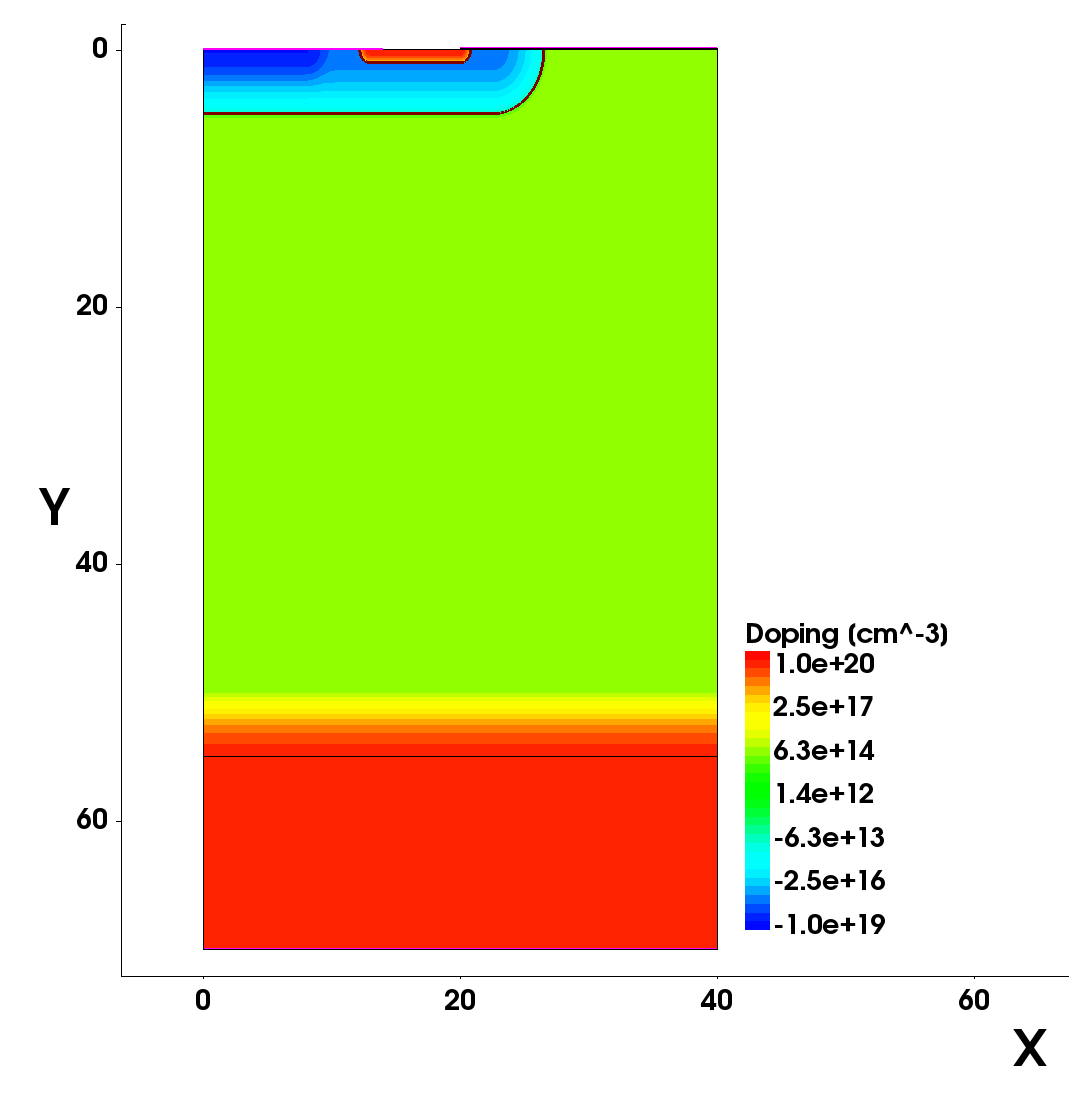 0
20
Y
40
60
Doping (cm^-3)
1.0e+20
2.5e+17
6.3e+14
1.4e+12
-6.3e+13
-2.5e+16
-1.0e+19
0 20 40 60
X